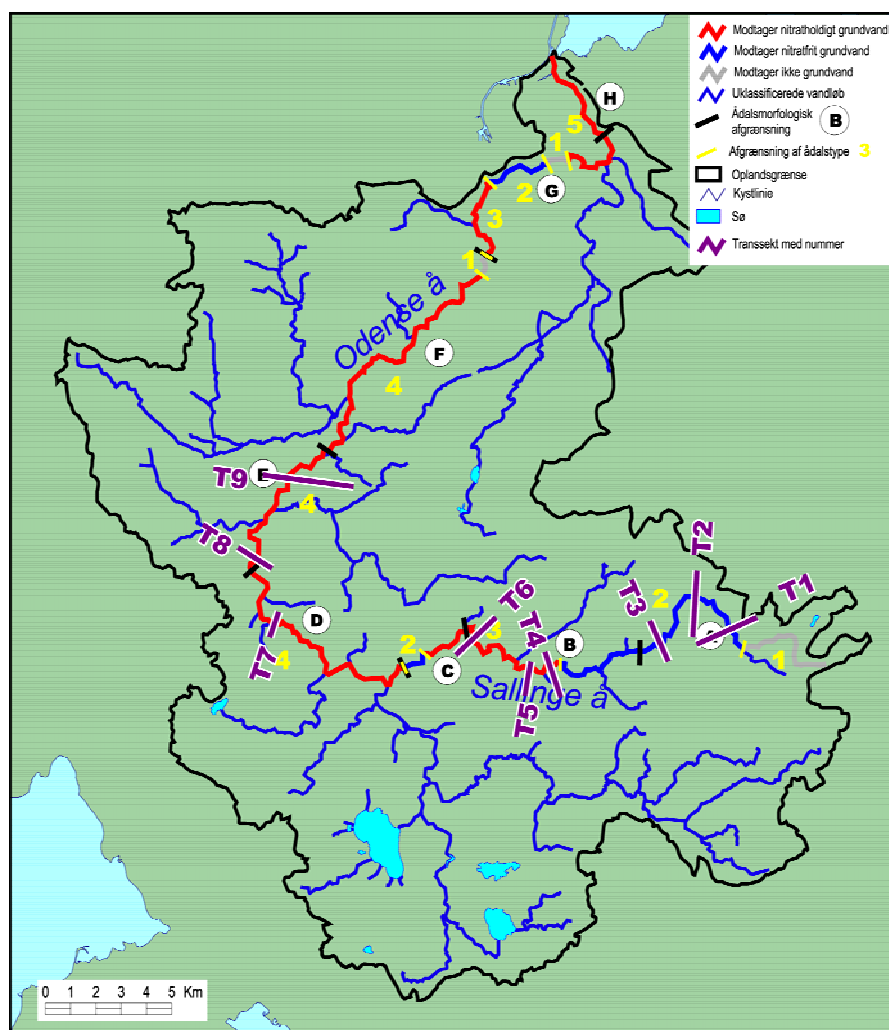 Modtager nitratholdigt grundvand
Modtager nitratfrit grundvand
Modtager ikke grundvand
Uklassificerede vandløb
Ådalsmorfologisk
afgrænsning
B
Afgrænsning af ådalstype 3
Oplandsgrænse
Kystlinie
Sø
Transsekt med nummer
H
5
1
2
G
3
1
Odense å
F
4
E
T9
4
T8
D
T7
4
2
C
3
T6
T4
B
T5
Sallinge å
T3
2
T2
A
T1
1
0 1 2 3 4 5 Km